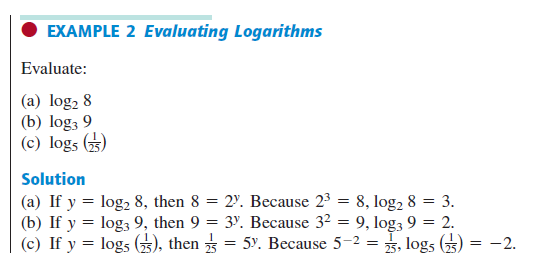 EXAMPLE 2 Evaluating Logarithms
Evaluate:
(a) log₂ 8
(b) log₃ 9
(c) log₅ (1/25)
Solution
(a) If y = log₂ 8, then 8 = 2ʸ. Because 2³ = 8, log₂ 8 = 3.
(b) If y = log₃ 9, then 9 = 3ʸ. Because 3² = 9, log₃ 9 = 2.
(c) If y = log₅ (1/25), then 1/25 = 5ʸ. Because 5⁻² = 1/25, log₅ (1/25) = −2.